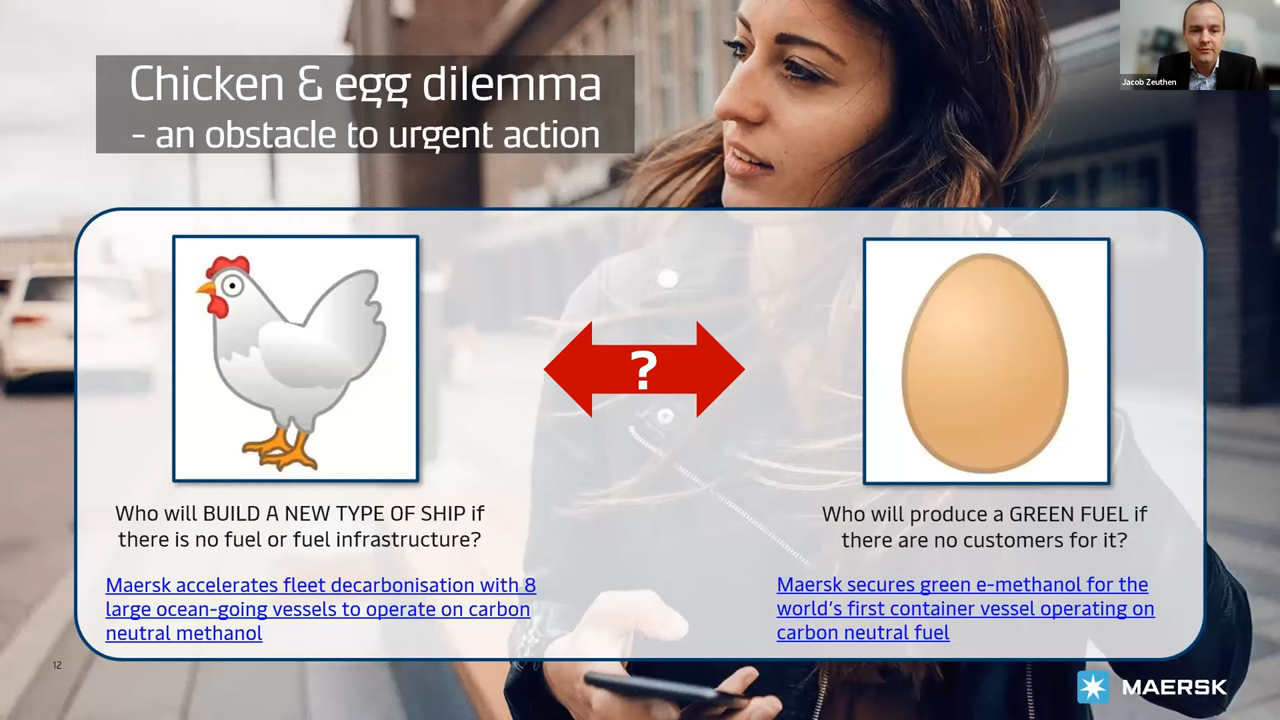 Chicken & egg dilemma
- an obstacle to urgent action
Jacob Zeuthen
?
Who will BUILD A NEW TYPE OF SHIP if
there is no fuel or fuel infrastructure?
Maersk accelerates fleet decarbonisation with 8
large ocean-going vessels to operate on carbon
neutral methanol
Who will produce a GREEN FUEL if
there are no customers for it?
Maersk secures green e-methanol for the
world’s first container vessel operating on
carbon neutral fuel
12
MAERSK